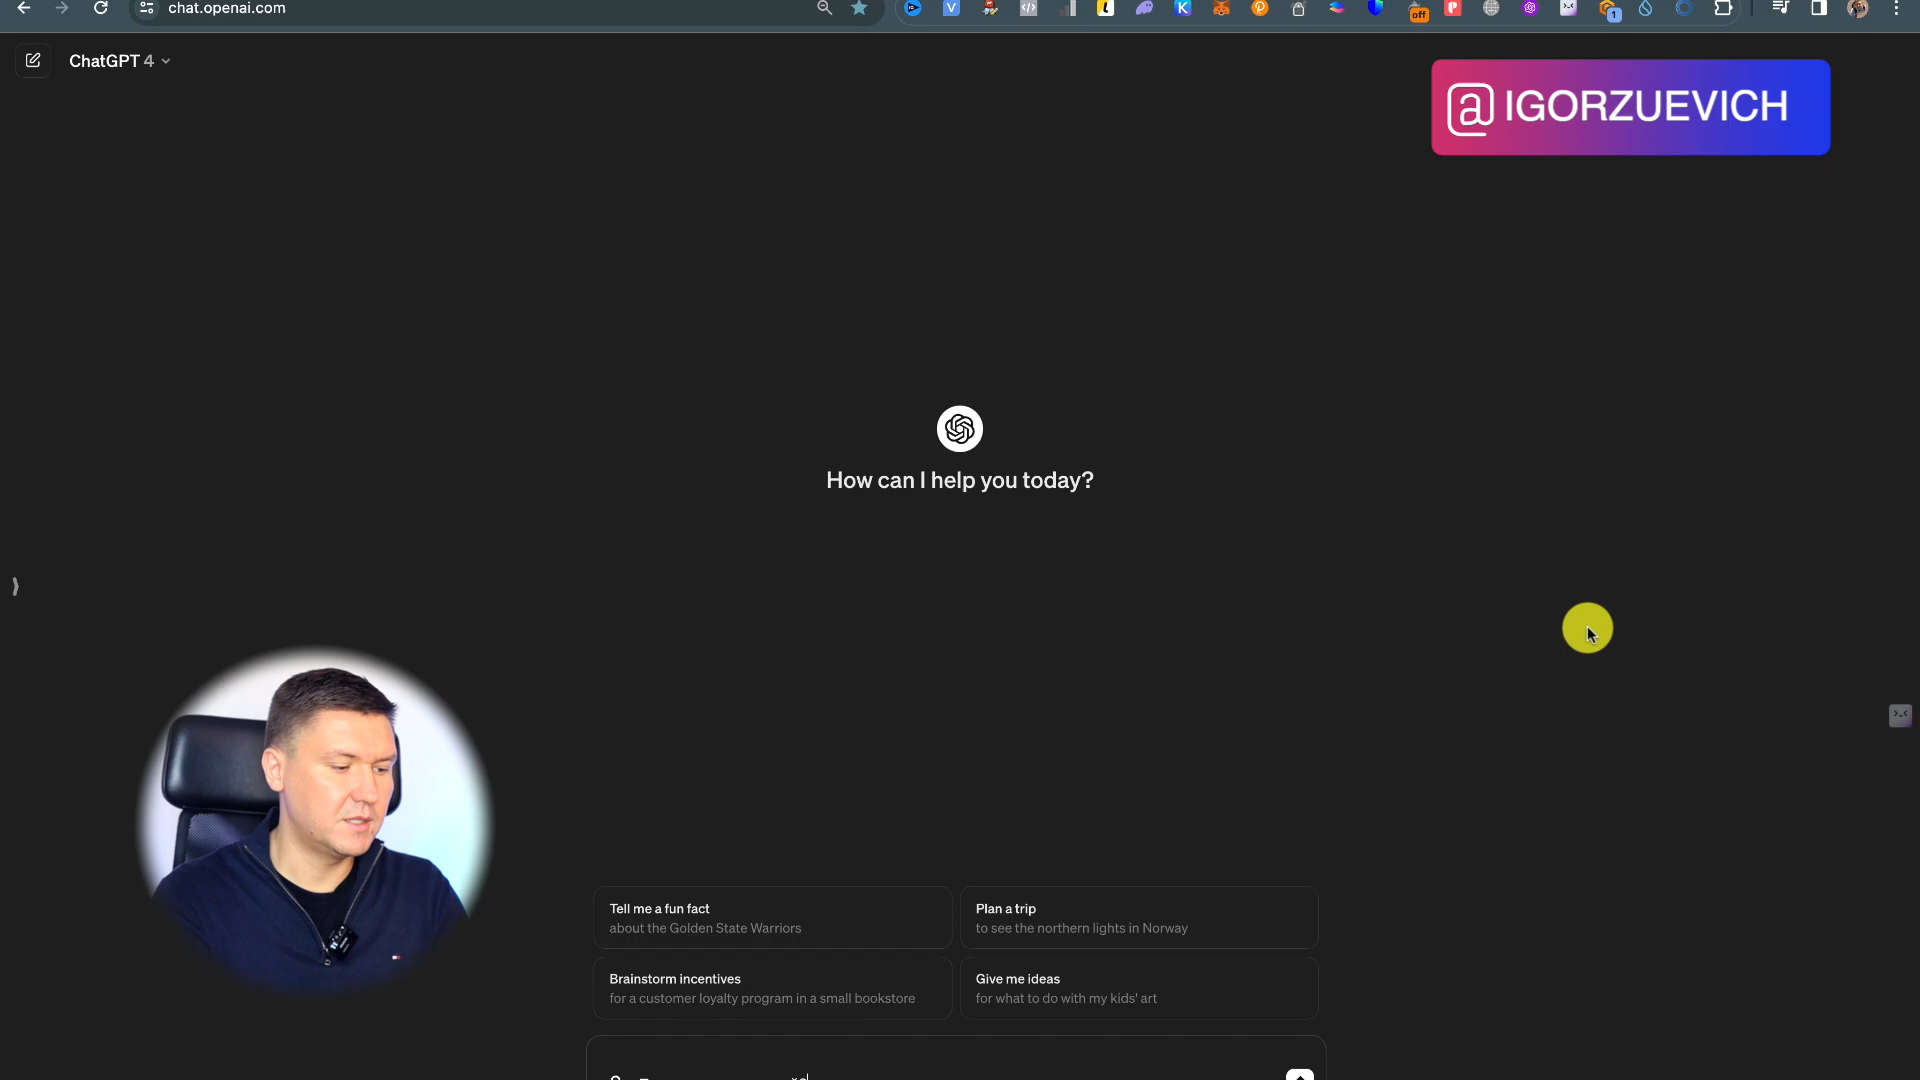 chat.openai.com
off
1
ChatGPT 4
@IGORZUEVICH
How can I help you today?
Tell me a fun fact
about the Golden State Warriors
Plan a trip
to see the northern lights in Norway
Brainstorm incentives
for a customer loyalty program in a small bookstore
Give me ideas
for what to do with my kids' art